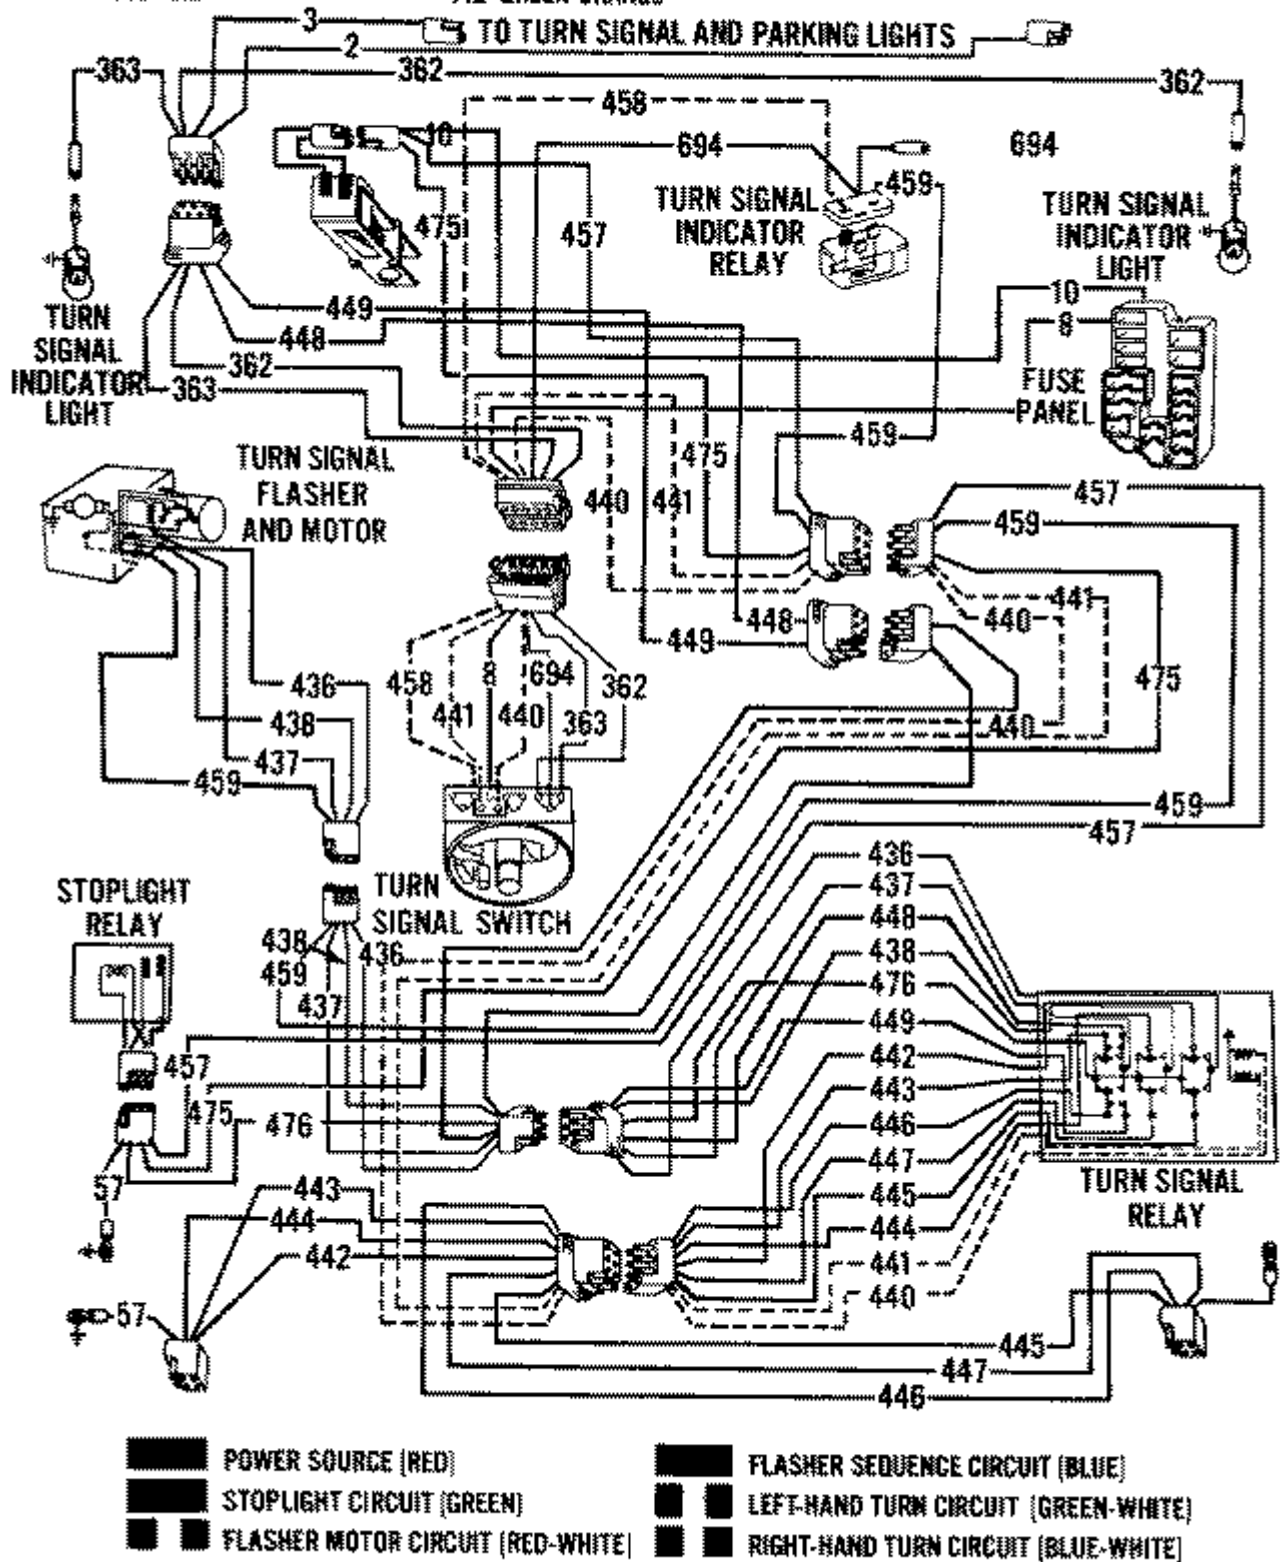 3
TO TURN SIGNAL AND PARKING LIGHTS
2
363
362
362
458
10
694
694
459
TURN SIGNAL
INDICATOR
RELAY
TURN SIGNAL
INDICATOR
LIGHT
475
457
10
8
449
448
TURN
SIGNAL
INDICATOR
LIGHT
362
363
FUSE
PANEL
459
475
TURN SIGNAL
FLASHER
AND MOTOR
440
441
457
459
441
440
448
449
475
436
458
8
694
362
441
440
363
440
438
437
459
459
457
436
437
448
438
476
449
442
443
446
447
445
444
441
440
STOPLIGHT
RELAY
TURN
SIGNAL SWITCH
438
436
459
437
457
475
476
57
443
444
442
57
TURN SIGNAL
RELAY
445
447
446
POWER SOURCE (RED)
STOPLIGHT CIRCUIT (GREEN)
FLASHER MOTOR CIRCUIT (RED-WHITE)
FLASHER SEQUENCE CIRCUIT (BLUE)
LEFT-HAND TURN CIRCUIT (GREEN-WHITE)
RIGHT-HAND TURN CIRCUIT (BLUE-WHITE)